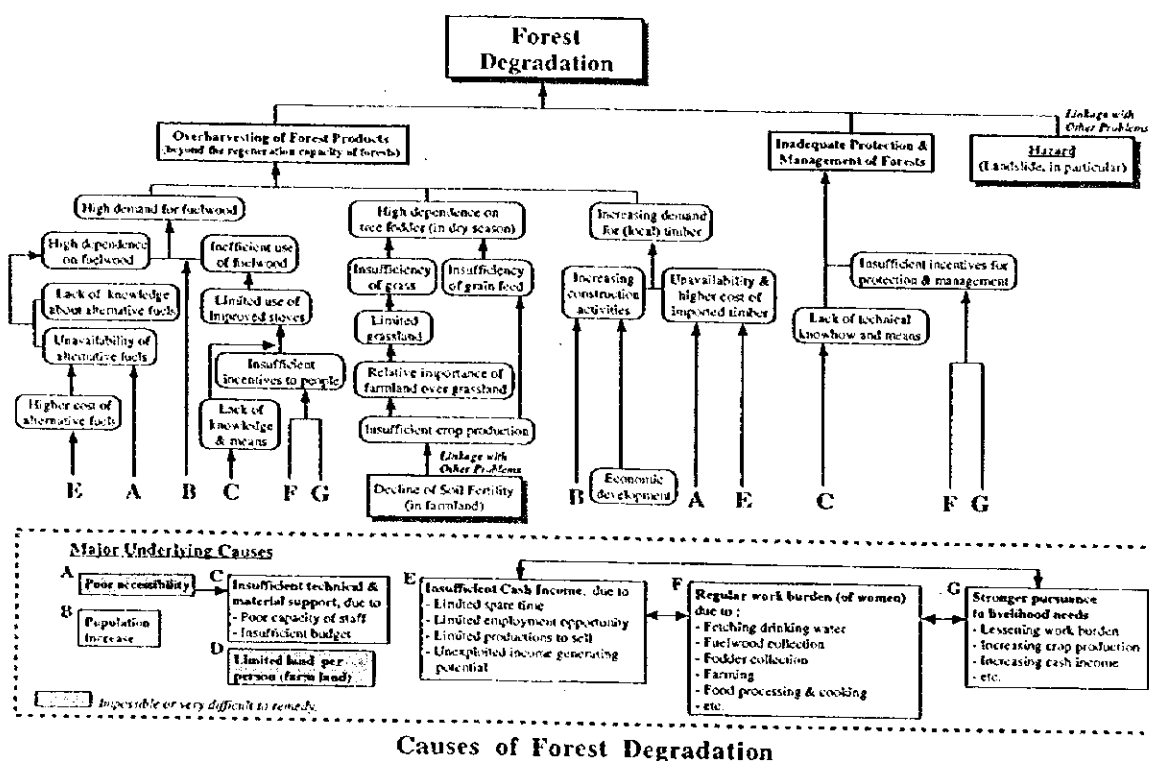 Forest
Degradation
Linkage with
Other Problems
Overharvesting of Forest Products
(beyond the regeneration capacity of forests)
Inadequate Protection &
Management of Forests
Hazard
(Landslide, in particular)
High demand for fuelwood
High dependence on
tree fodder (in dry season)
Increasing demand
for (local) timber
High dependence
on fuelwood
Inefficient use
of fuelwood
Insufficiency
of grass
Insufficiency
of grain feed
Increasing
construction
activities
Unavailability &
higher cost of
imported timber
Insufficient incentives for
protection & management
Lack of knowledge
about alternative fuels
Limited use of
Improved stoves
Limited
grassland
Lack of technical
knowhow and means
Unavailability of
alternative fuels
Insufficient
incentives to people
Relative importance of
farmland over grassland
Higher cost of
alternative fuels
Lack of
knowledge
& means
Insufficient crop production
Linkage with
Other Problems
Decline of Soil Fertility
(in farmland)
Economic
development
E A B C F G B A E C F G
Major Underlying Causes
A
Poor accessibility
B
Population
Increase
C
Insufficient technical &
material support, due to
- Poor capacity of staff
- Insufficient budget
D
Limited land per
person (farm land)
E
Insufficient Cash Income, due to
- Limited spare time
- Limited employment opportunity
- Limited productions to sell
- Unexploited income generating
potential
F
Regular work burden (of women)
due to :
- Fetching drinking water
- Fuelwood collection
- Fodder collection
- Farming
- Food processing & cooking
- etc.
G
Stronger pursuance
to livelihood needs
- Lessening work burden
- Increasing crop production
- Increasing cash income
- etc.
Impossible or very difficult to remedy.
Causes of Forest Degradation